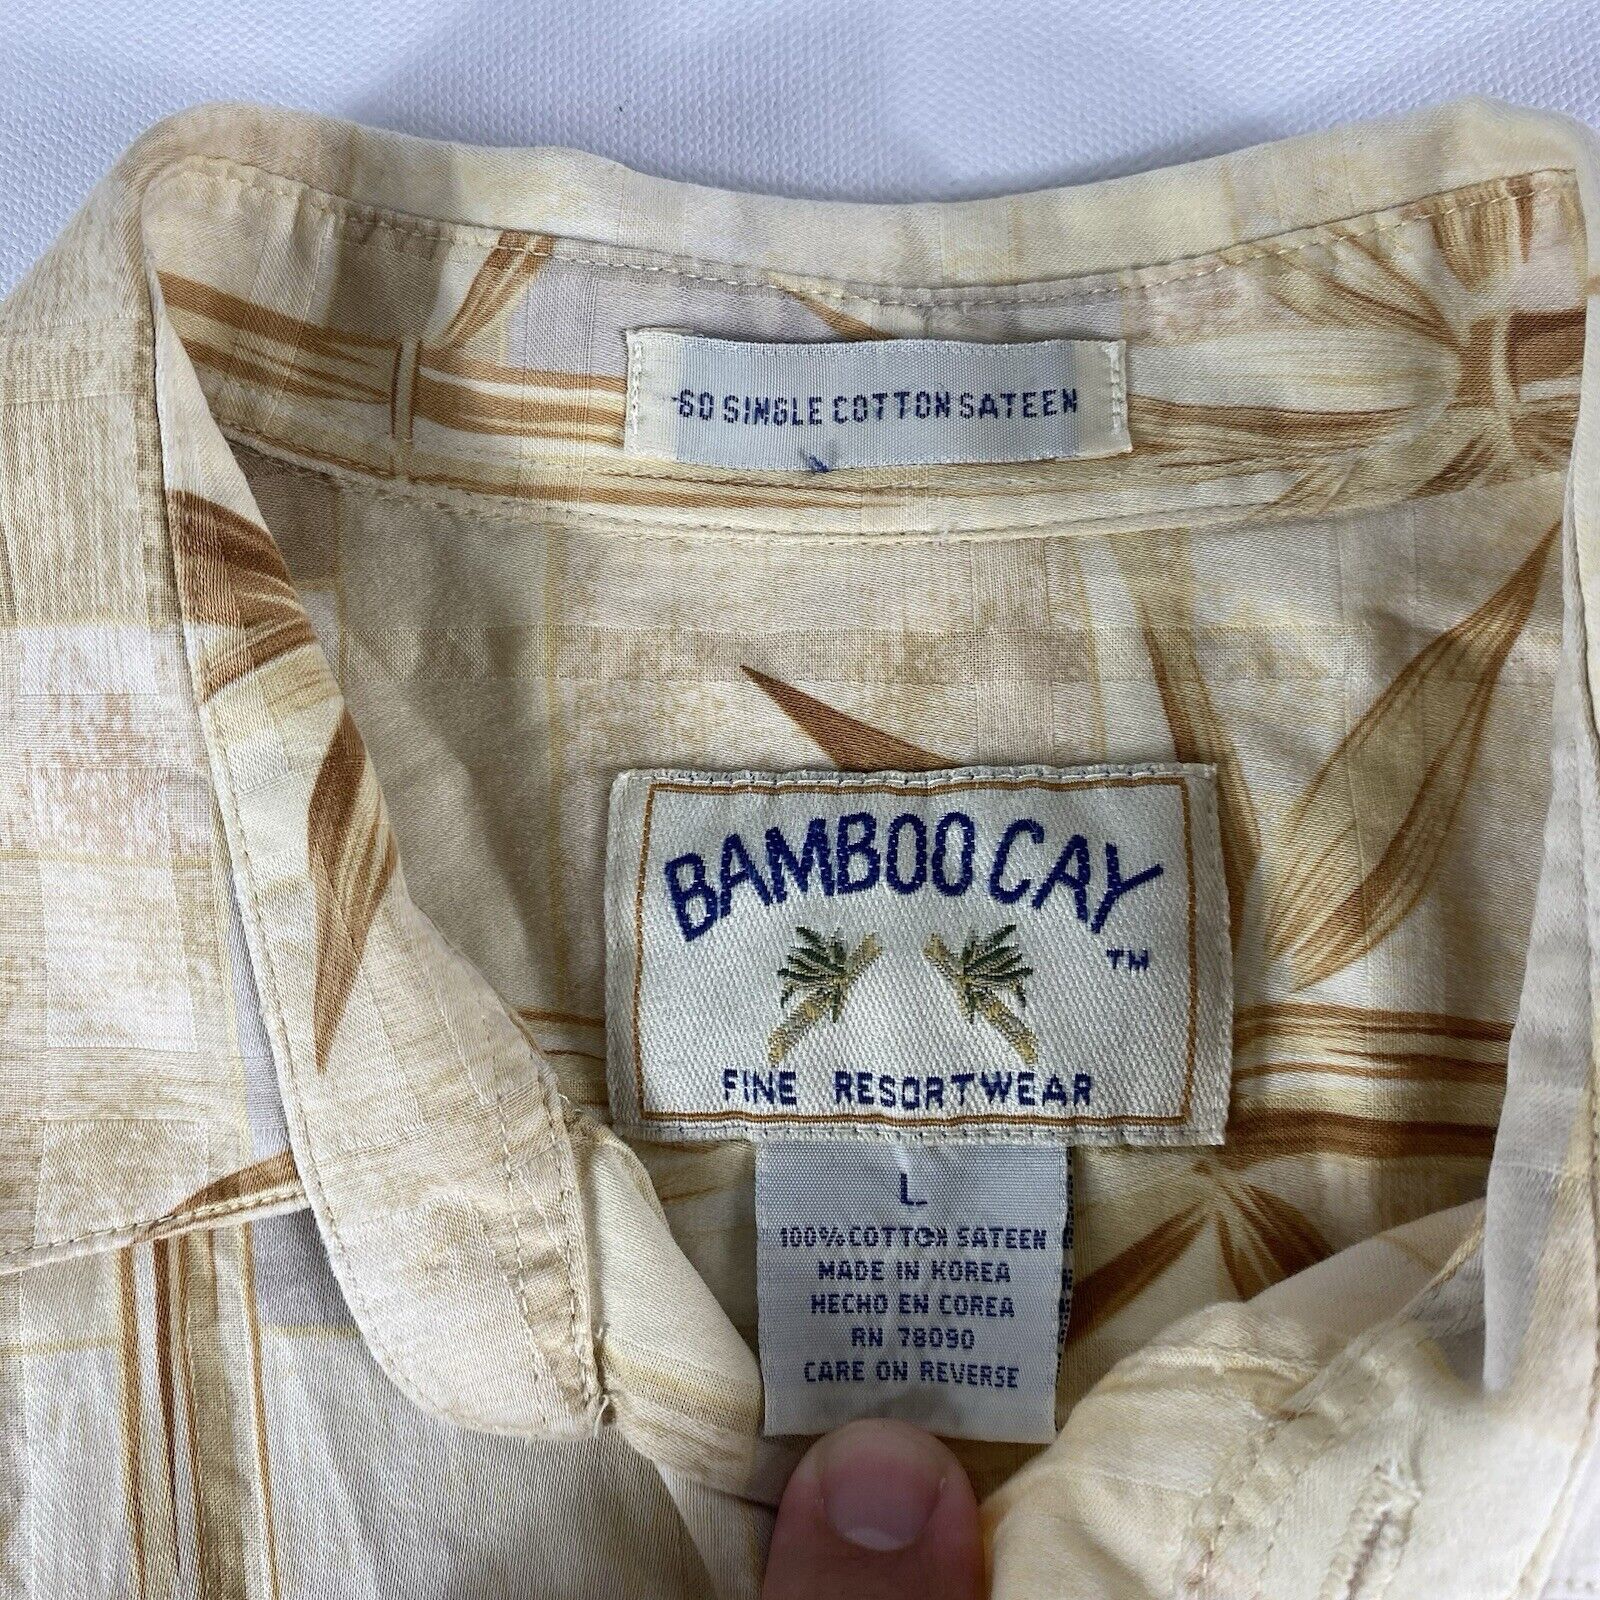 60 SINGLE COTTON SATEEN
BAMBOO CAY
TM
FINE RESORTWEAR
L
100% COTTON SATEEN
MADE IN KOREA
HECHO EN COREA
RN 78090
CARE ON REVERSE